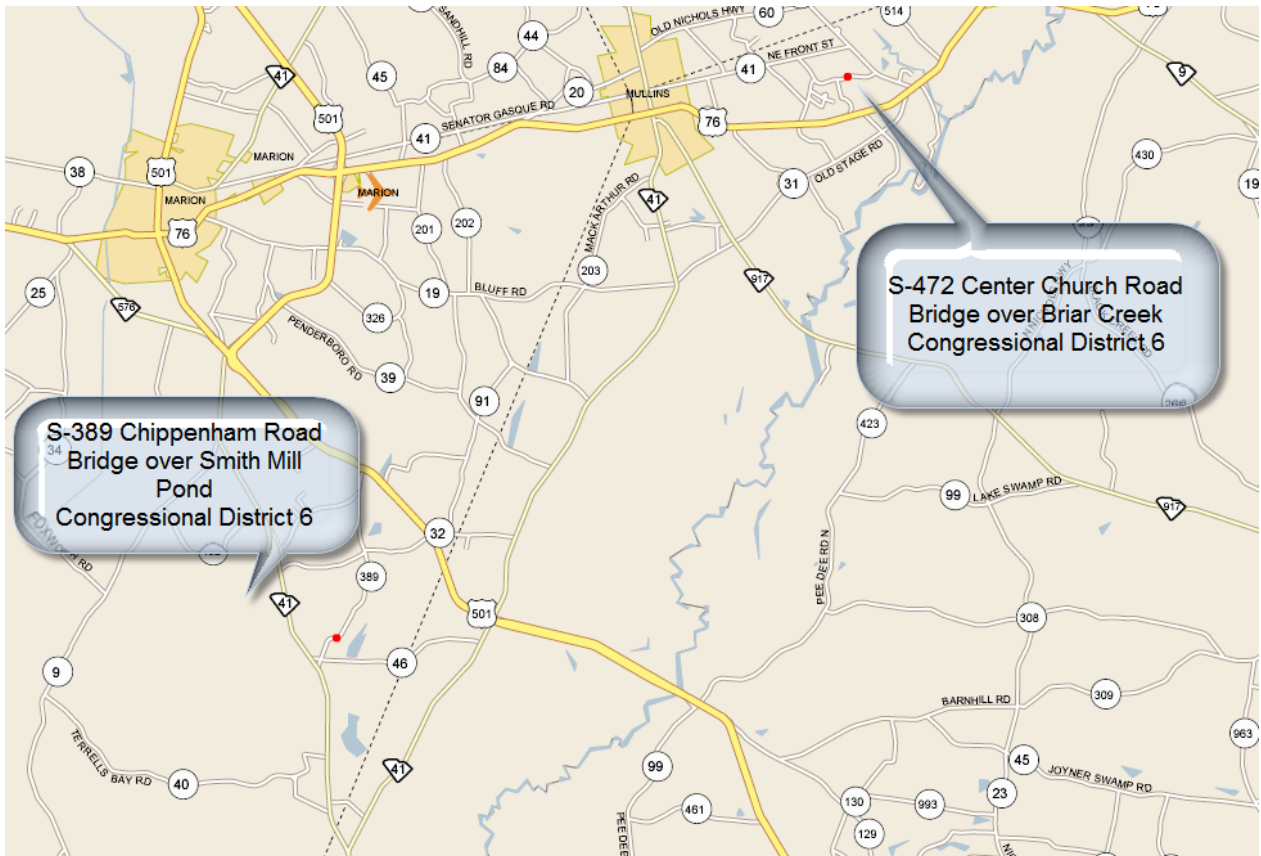 SANDHILL RD
OLD NICHOLS HWY
60
514
44
NE FRONT ST
41
45
84
41
9
20
MULLINS
501
SENATOR GASQUE RD
41
76
MARION
430
38
501
OLD STAGE RD
MARION
MARION
31
19
MACK ARTHUR RD
41
201
202
76
203
917
S-472 Center Church Road
Bridge over Briar Creek
Congressional District 6
25
19
BLUFF RD
576
326
PENDERBORO RD
39
91
423
266
S-389 Chippenham Road
Bridge over Smith Mill
Pond
Congressional District 6
34
99
LAKE SWAMP RD
917
FOXWORTH RD
32
389
PEE DEE RD N
41
501
308
46
9
BARNHILL RD
309
963
TERRELLS BAY RD
40
41
99
45
JOYNER SWAMP RD
23
461
130
993
129
PEE DEE